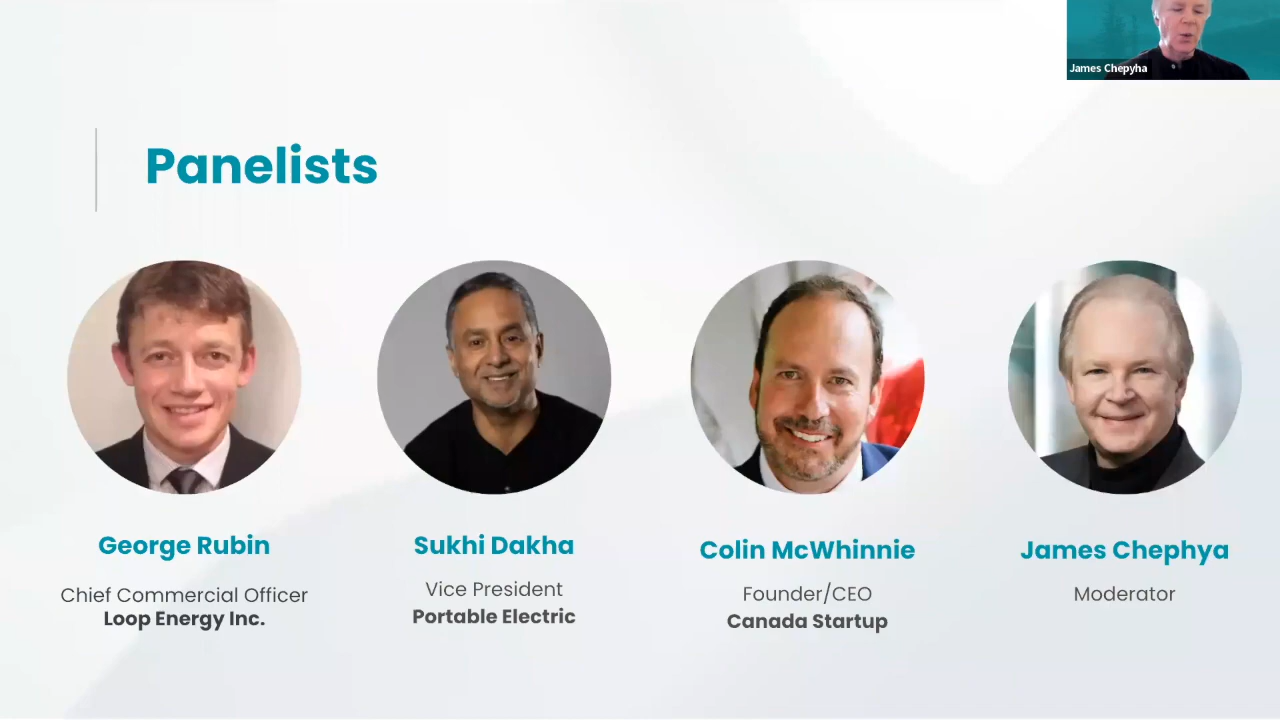 James Chepyha
Panelists
George Rubin
Chief Commercial Officer
Loop Energy Inc.
Sukhi Dakha
Vice President
Portable Electric
Colin McWhinnie
Founder/CEO
Canada Startup
James Chephya
Moderator